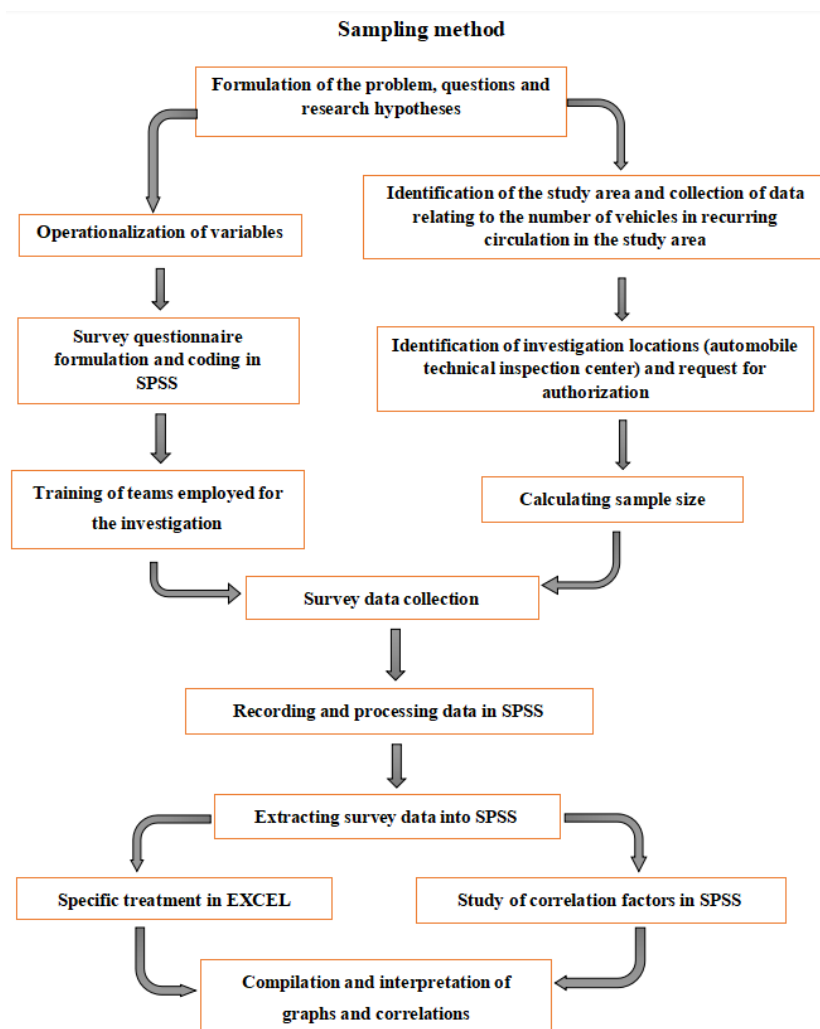 Sampling method
Formulation of the problem, questions and
research hypotheses
Operationalization of variables
Identification of the study area and collection of data
relating to the number of vehicles in recurring
circulation in the study area
Survey questionnaire
formulation and coding in
SPSS
Identification of investigation locations (automobile
technical inspection center) and request for
authorization
Training of teams employed for
the investigation
Calculating sample size
Survey data collection
Recording and processing data in SPSS
Extracting survey data into SPSS
Specific treatment in EXCEL
Study of correlation factors in SPSS
Compilation and interpretation of
graphs and correlations